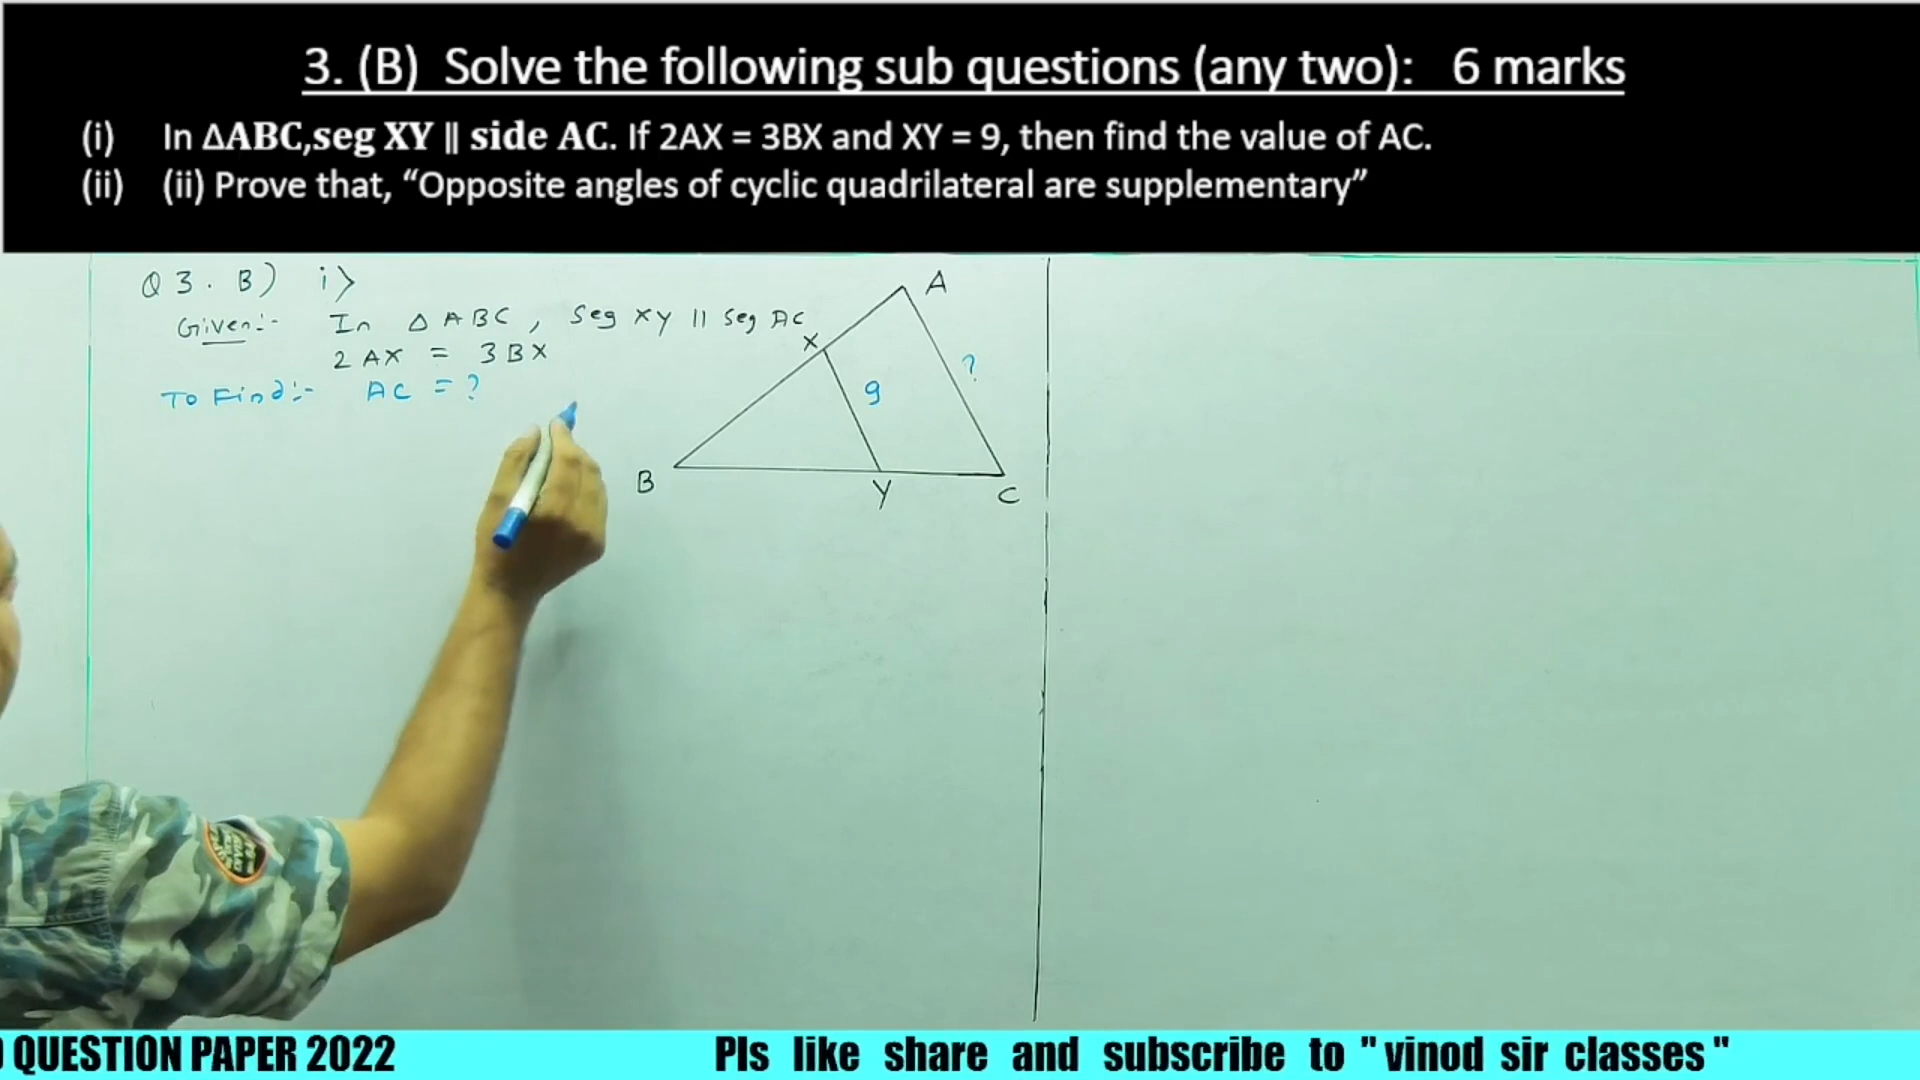 3. (B) Solve the following sub questions (any two): 6 marks
(i) In ΔABC,seg XY ∥ side AC. If 2AX = 3BX and XY = 9, then find the value of AC.
(ii) (ii) Prove that, “Opposite angles of cyclic quadrilateral are supplementary”
Q 3. B) i>
Given:- In Δ ABC, Seg XY || Seg AC
2 AX = 3 BX
To Find:- AC = ?
A
X
?
9
B
Y
C
QUESTION PAPER 2022 Pls like share and subscribe to "vinod sir classes"